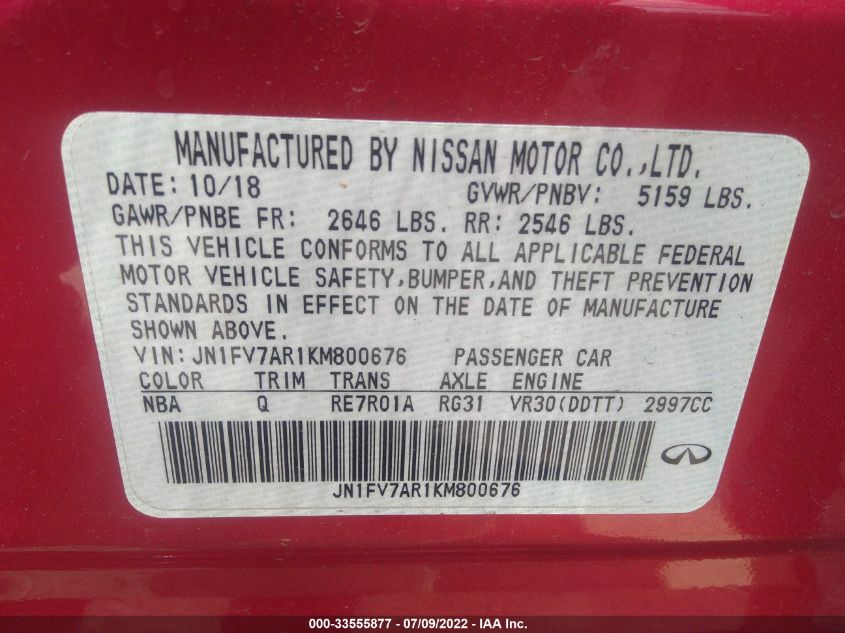 MANUFACTURED BY NISSAN MOTOR CO.,LTD.
DATE: 10/18 GVWR/PNBV: 5159 LBS.
GAWR/PNBE FR: 2646 LBS. RR: 2546 LBS.
THIS VEHICLE CONFORMS TO ALL APPLICABLE FEDERAL
MOTOR VEHICLE SAFETY,BUMPER,AND THEFT PREVENTION
STANDARDS IN EFFECT ON THE DATE OF MANUFACTURE
SHOWN ABOVE.
VIN: JN1FV7AR1KM800676 PASSENGER CAR
COLOR TRIM TRANS AXLE ENGINE
NBA Q RE7R01A RG31 VR30(DDTT) 2997CC
JN1FV7AR1KM800676
000-33555877 - 07/09/2022 - IAA Inc.